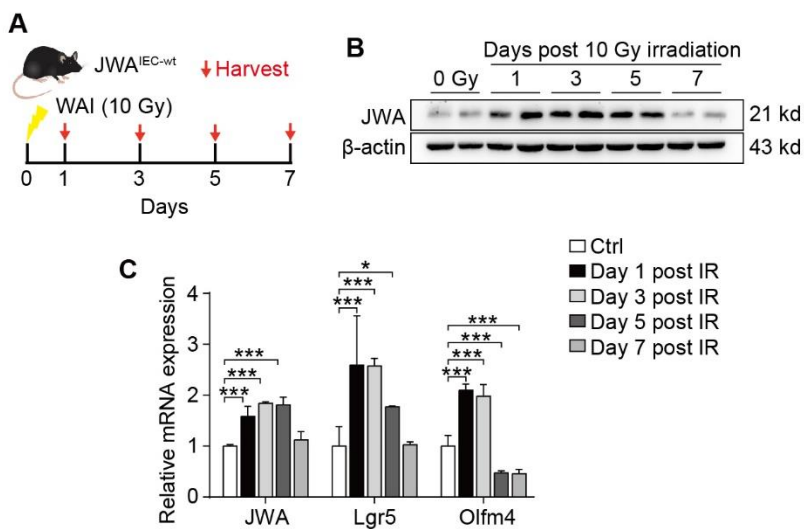 A
JWA^IEC-wt
Harvest
WAI (10 Gy)
0 1 3 5 7
Days
B
Days post 10 Gy irradiation
0 Gy 1 3 5 7
JWA 21 kd
β-actin 43 kd
C
Relative mRNA expression
4
3
2
1
0
***
***
***
*
***
***
***
***
***
***
JWA Lgr5 Olfm4
Ctrl
Day 1 post IR
Day 3 post IR
Day 5 post IR
Day 7 post IR